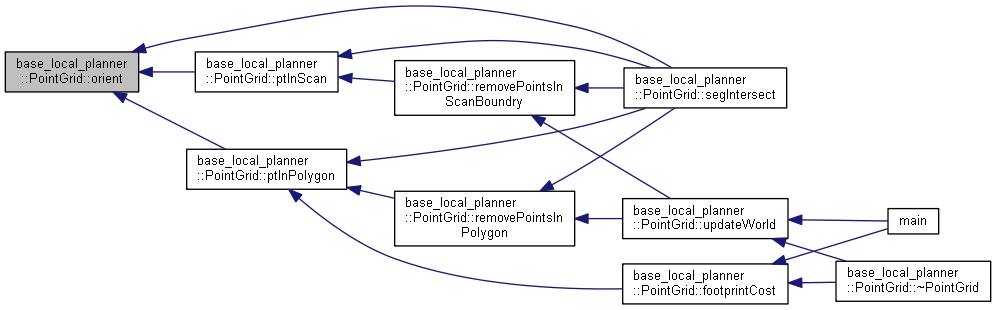 base_local_planner
::PointGrid::orient
base_local_planner
::PointGrid::ptInScan
base_local_planner
::PointGrid::removePointsIn
ScanBoundry
base_local_planner
::PointGrid::segIntersect
base_local_planner
::PointGrid::ptInPolygon
base_local_planner
::PointGrid::removePointsIn
Polygon
base_local_planner
::PointGrid::updateWorld
main
base_local_planner
::PointGrid::footprintCost
base_local_planner
::PointGrid::~PointGrid